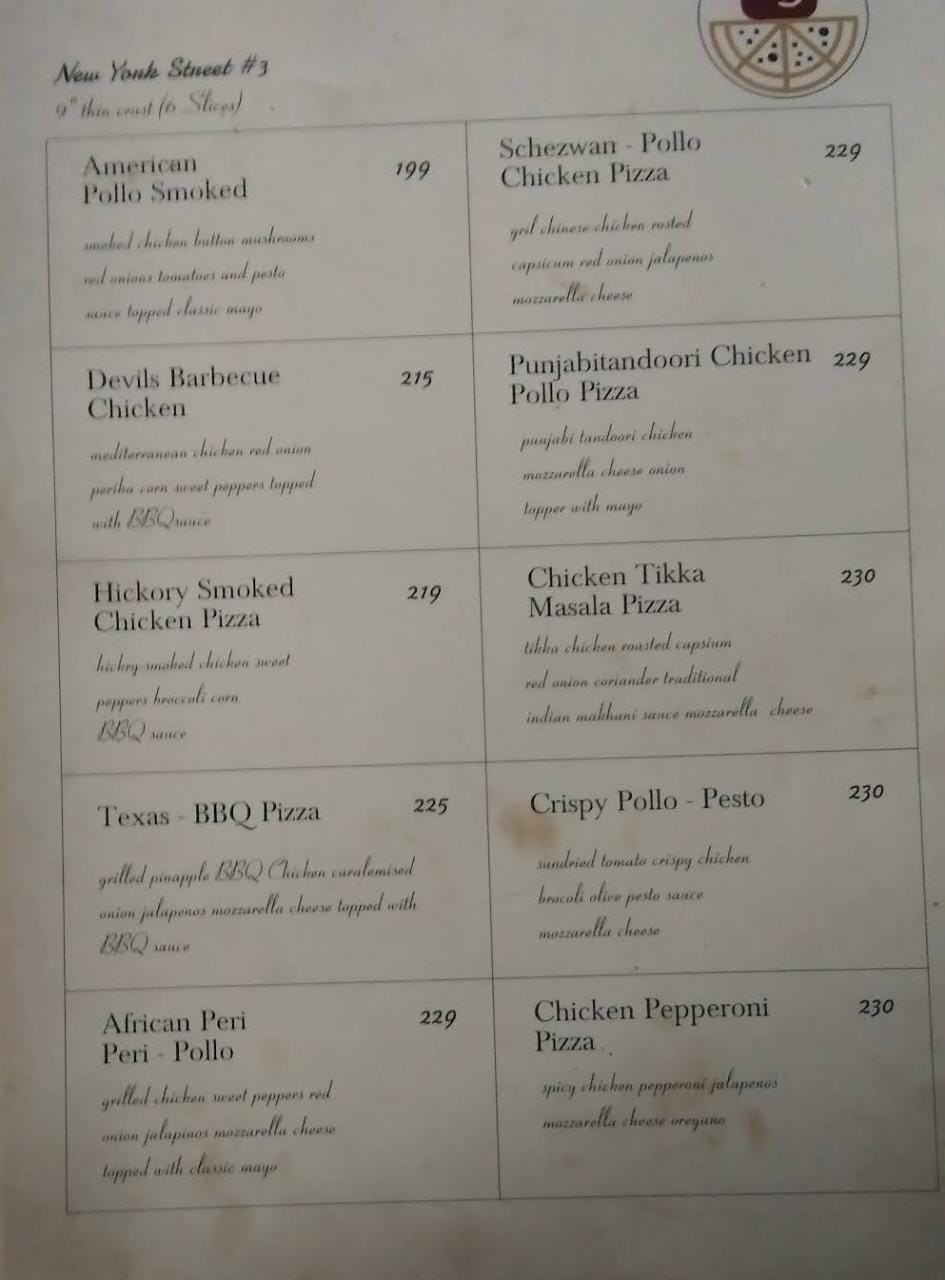 New York Street #3
9" thin crust (6 Slices)
American
Pollo Smoked
199
smoked chicken button mushrooms
red onions tomatoes and pesto
sauce topped classic mayo
Schezwan - Pollo
Chicken Pizza
229
gril chinese chicken rosted
capsicum red onion jalapenos
mozzarella cheese
Devils Barbecue
Chicken
215
mediterranean chicken red onion
perika corn sweet peppers topped
with BBQsauce
Punjabitandoori Chicken
Pollo Pizza
229
punjabi tandoori chicken
mozzarella cheese onion
topper with mayo
Hickory Smoked
Chicken Pizza
219
hickry smoked chicken sweet
peppers broccoli corn
BBQ sauce
Chicken Tikka
Masala Pizza
230
tikka chicken roasted capsium
red onion coriander traditional
indian makhani sauce mozzarella cheese
Texas - BBQ Pizza
225
grilled pinapple BBQ Chicken caralemised
onion jalapenos mozzarella cheese topped with
BBQ sauce
Crispy Pollo - Pesto
230
sundried tomato crispy chicken
brocoli olive pesto sauce
mozzarella cheese
African Peri
Peri - Pollo
229
grilled chicken sweet peppers red
onion jalapinos mozzarella cheese
topped with classic mayo
Chicken Pepperoni
Pizza
230
spicy chicken pepperoni jalapenos
mozzarella cheese oregano